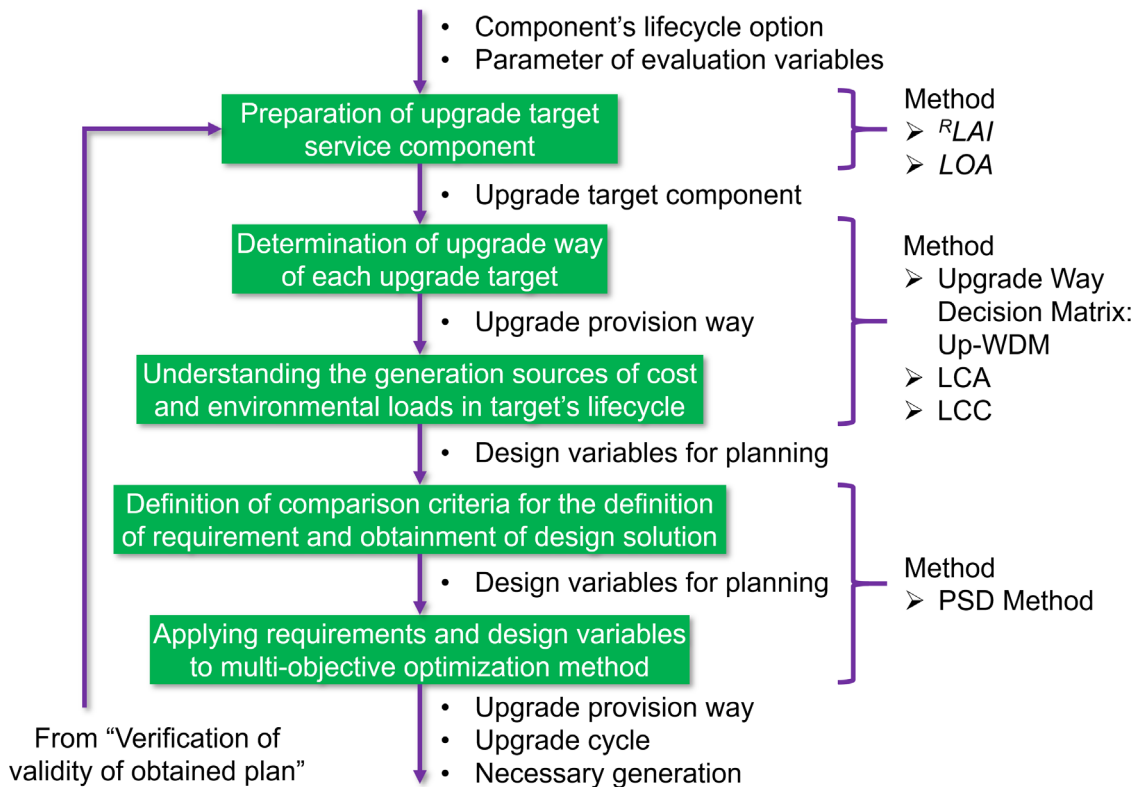 • Component's lifecycle option
• Parameter of evaluation variables
Preparation of upgrade target
service component
Method
➢ ᴿLAI
➢ LOA
• Upgrade target component
Determination of upgrade way
of each upgrade target
• Upgrade provision way
Understanding the generation sources of cost
and environmental loads in target's lifecycle
Method
➢ Upgrade Way
Decision Matrix:
Up-WDM
➢ LCA
➢ LCC
• Design variables for planning
Definition of comparison criteria for the definition
of requirement and obtainment of design solution
• Design variables for planning
Applying requirements and design variables
to multi-objective optimization method
Method
➢ PSD Method
• Upgrade provision way
• Upgrade cycle
• Necessary generation
From “Verification of
validity of obtained plan”